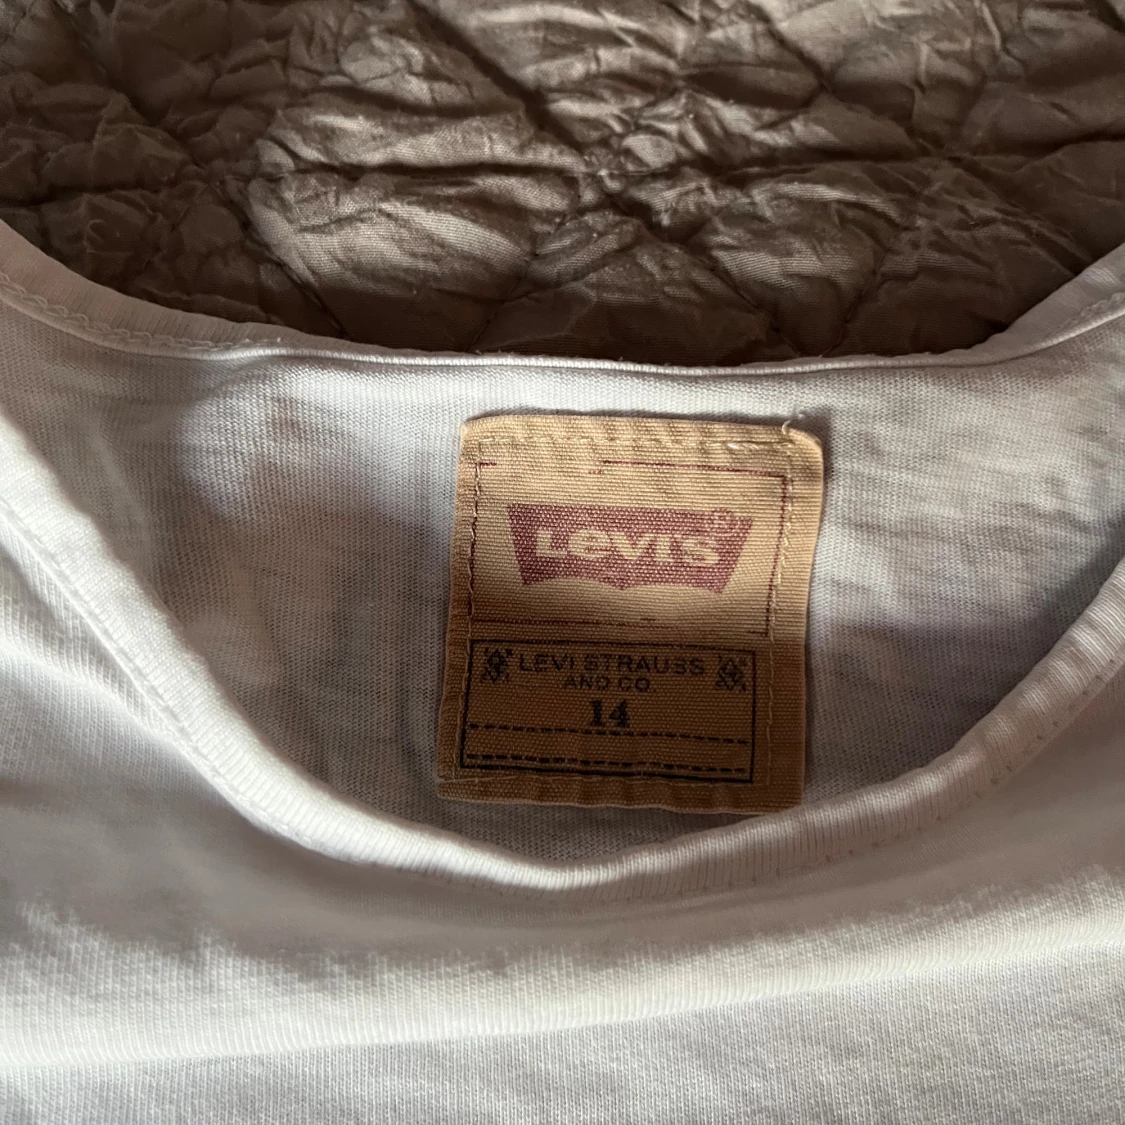 LEVI'S ®
LEVI STRAUSS
AND CO
14